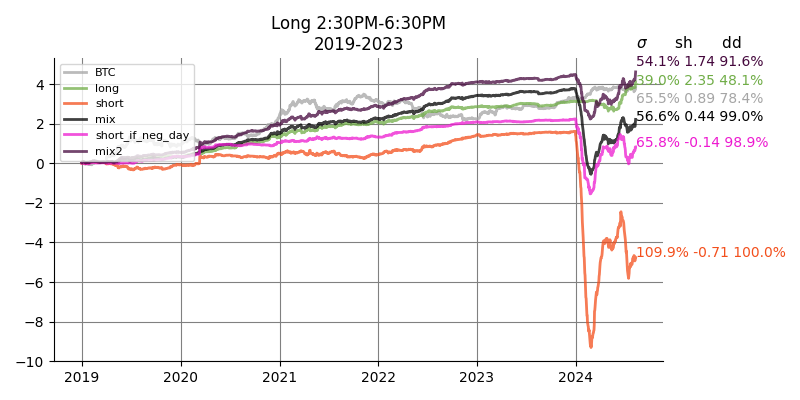 Long 2:30PM-6:30PM
2019-2023
σ sh dd
54.1% 1.74 91.6%
39.0% 2.35 48.1%
65.5% 0.89 78.4%
56.6% 0.44 99.0%
65.8% -0.14 98.9%
109.9% -0.71 100.0%
BTC
long
short
mix
short_if_neg_day
mix2
4
2
0
−2
−4
−6
−8
−10
2019 2020 2021 2022 2023 2024